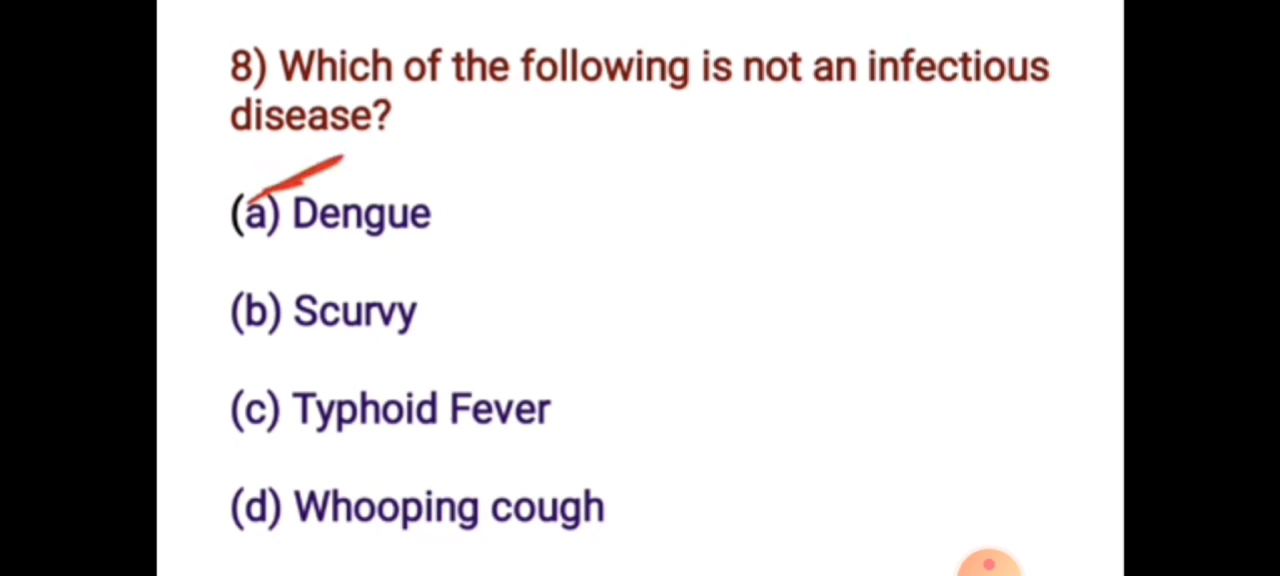 8) Which of the following is not an infectious
disease?
(a) Dengue
(b) Scurvy
(c) Typhoid Fever
(d) Whooping cough